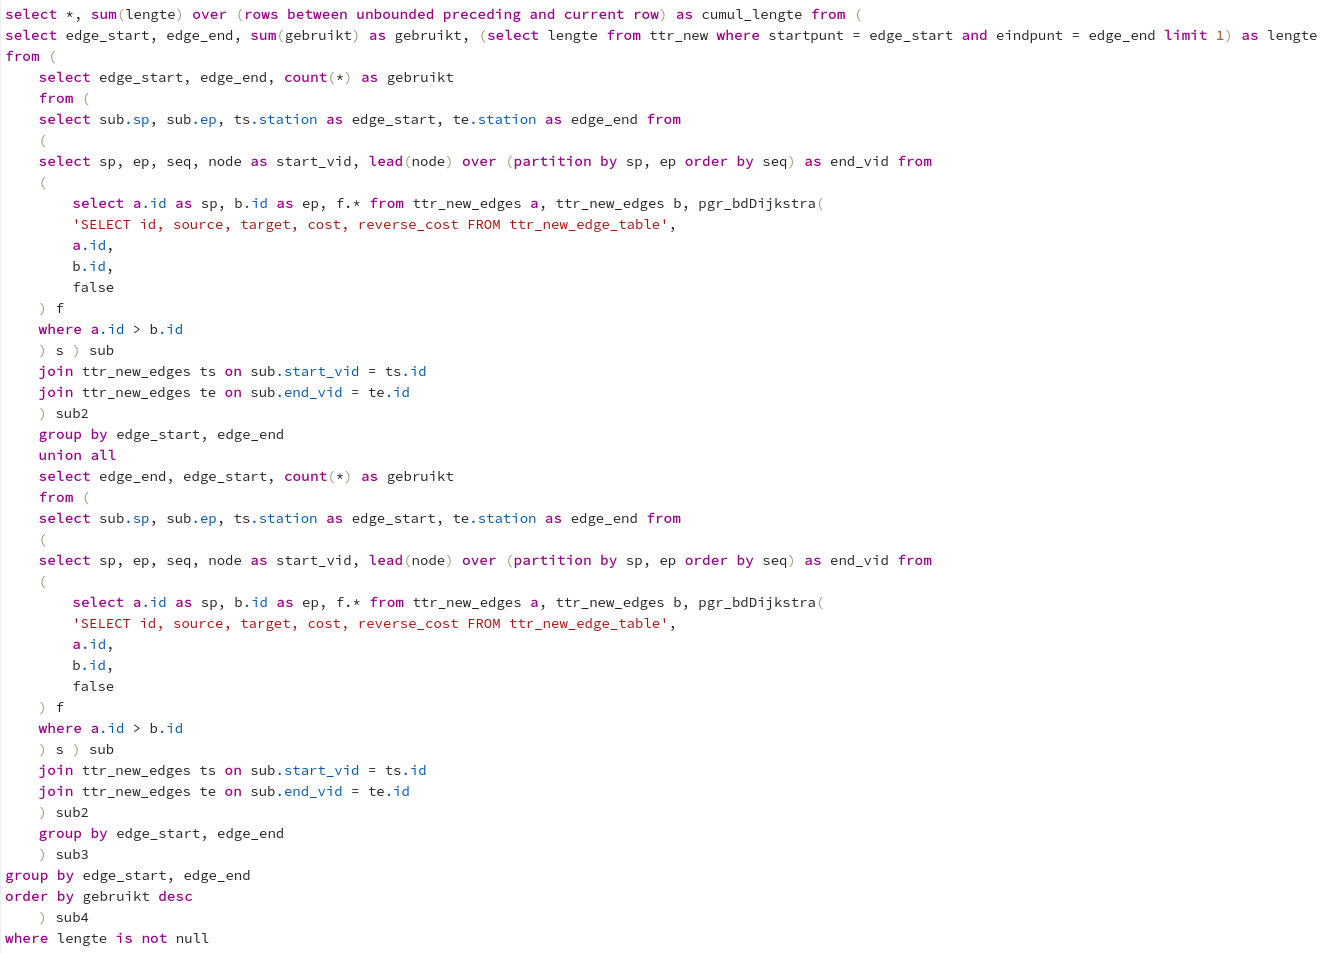 select *, sum(lengte) over (rows between unbounded preceding and current row) as cumul_lengte from (
select edge_start, edge_end, sum(gebruikt) as gebruikt, (select lengte from ttr_new where startpunt = edge_start and eindpunt = edge_end limit 1) as lengte
from (
    select edge_start, edge_end, count(*) as gebruikt
    from (
    select sub.sp, sub.ep, ts.station as edge_start, te.station as edge_end from
    (
    select sp, ep, seq, node as start_vid, lead(node) over (partition by sp, ep order by seq) as end_vid from
    (
        select a.id as sp, b.id as ep, f.* from ttr_new_edges a, ttr_new_edges b, pgr_bdDijkstra(
        'SELECT id, source, target, cost, reverse_cost FROM ttr_new_edge_table',
        a.id,
        b.id,
        false
    ) f
    where a.id > b.id
    ) s ) sub
    join ttr_new_edges ts on sub.start_vid = ts.id
    join ttr_new_edges te on sub.end_vid = te.id
    ) sub2
    group by edge_start, edge_end
    union all
    select edge_end, edge_start, count(*) as gebruikt
    from (
    select sub.sp, sub.ep, ts.station as edge_start, te.station as edge_end from
    (
    select sp, ep, seq, node as start_vid, lead(node) over (partition by sp, ep order by seq) as end_vid from
    (
        select a.id as sp, b.id as ep, f.* from ttr_new_edges a, ttr_new_edges b, pgr_bdDijkstra(
        'SELECT id, source, target, cost, reverse_cost FROM ttr_new_edge_table',
        a.id,
        b.id,
        false
    ) f
    where a.id > b.id
    ) s ) sub
    join ttr_new_edges ts on sub.start_vid = ts.id
    join ttr_new_edges te on sub.end_vid = te.id
    ) sub2
    group by edge_start, edge_end
    ) sub3
group by edge_start, edge_end
order by gebruikt desc
    ) sub4
where lengte is not null